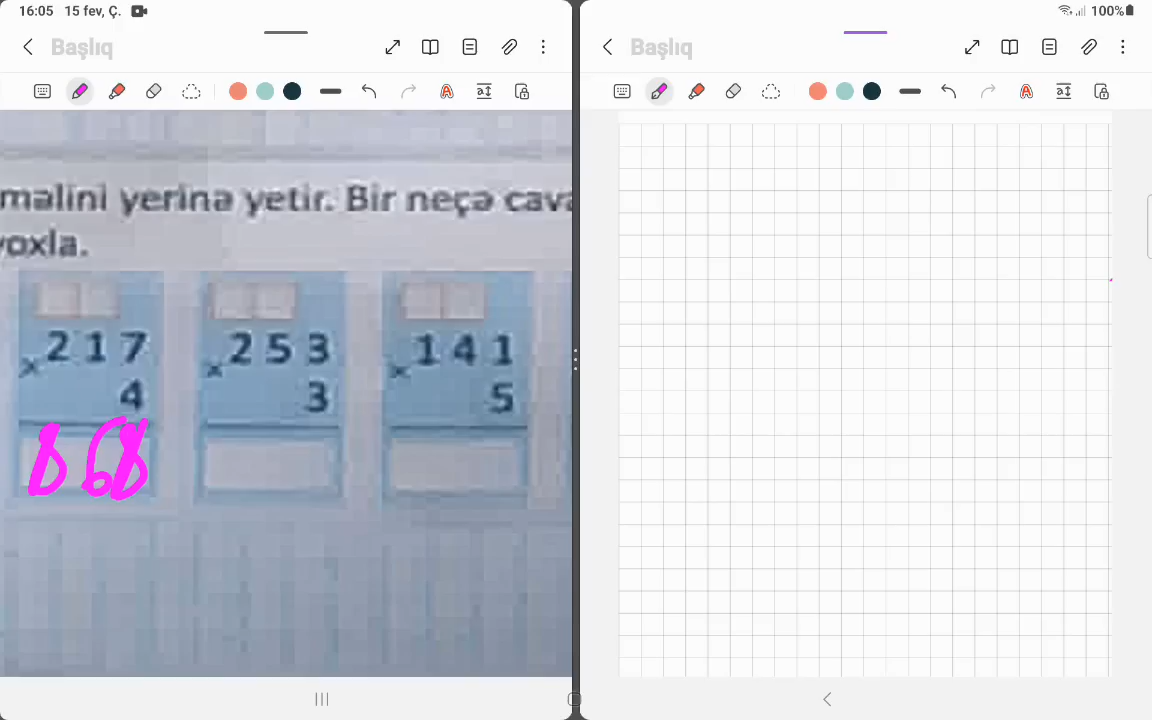 16:05 15 fev, Ç.
Başlıq
məlini yerinə yetir. Bir neçə cava
yoxla.
217
× 4
868
253
× 3
141
× 5
100%
Başlıq